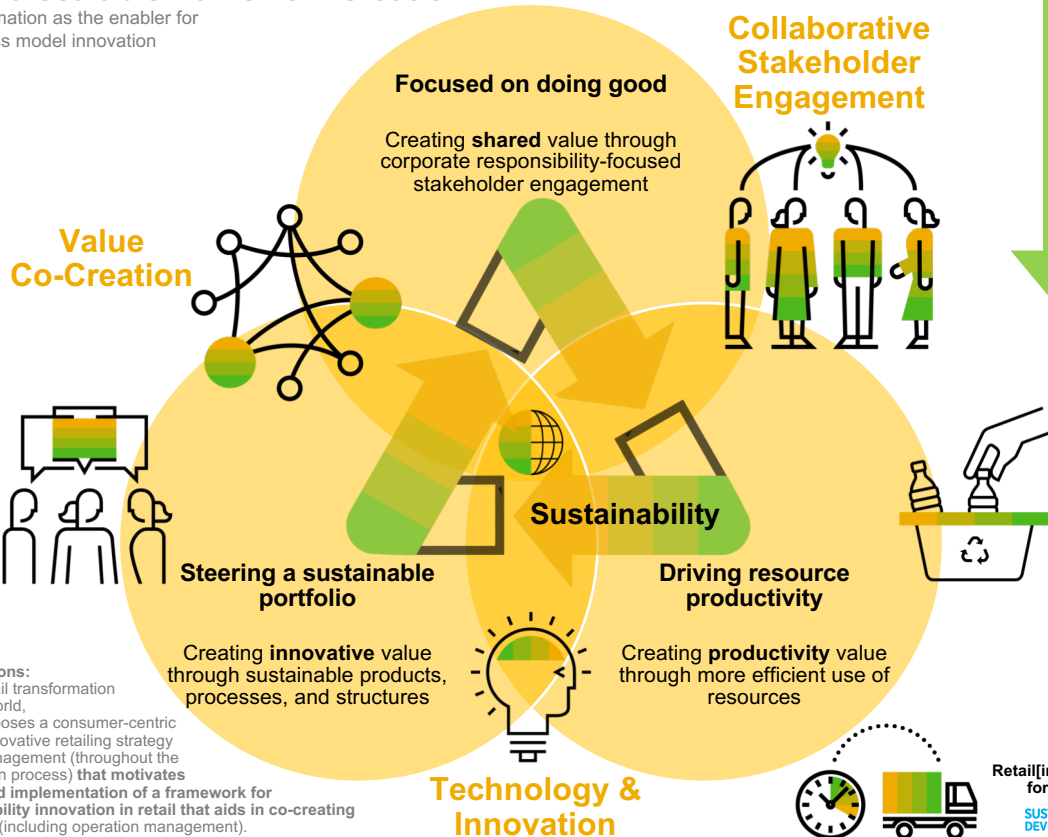 mation as the enabler for
ss model innovation
Collaborative
Stakeholder
Engagement
Focused on doing good
Creating shared value through
corporate responsibility-focused
stakeholder engagement
Value
Co-Creation
Sustainability
Steering a sustainable
portfolio
Creating innovative value
through sustainable products,
processes, and structures
Driving resource
productivity
Creating productivity value
through more efficient use of
resources
ons:
ail transformation
orld,
poses a consumer-centric
ovative retailing strategy
nagement (throughout the
n process) that motivates
d implementation of a framework for
bility innovation in retail that aids in co-creating
(including operation management).
Technology &
Innovation
Retail[in
for
SUS
DEV